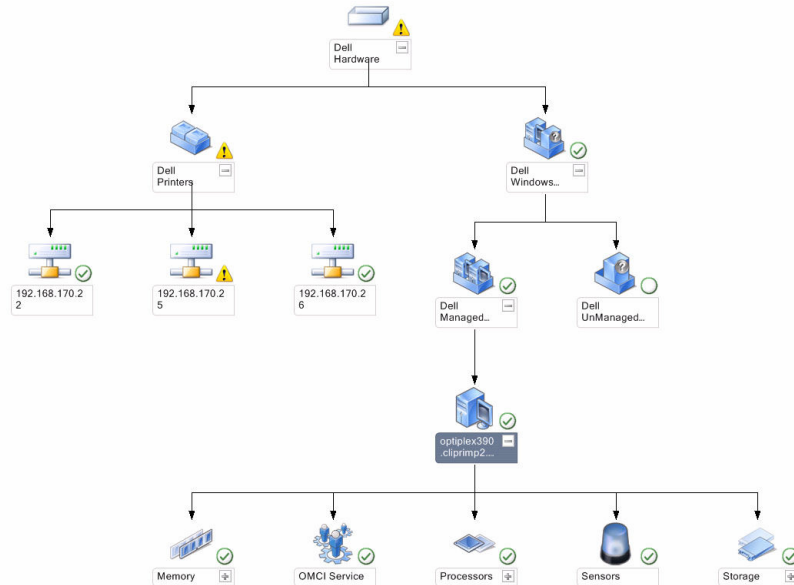 Dell
Hardware
Dell
Printers
Dell
Windows...
192.168.170.2
2
192.168.170.2
5
192.168.170.2
6
Dell
Managed...
Dell
UnManaged...
optiplex390
.cliprimp2....
Memory
OMCI Service
Processors
Sensors
Storage